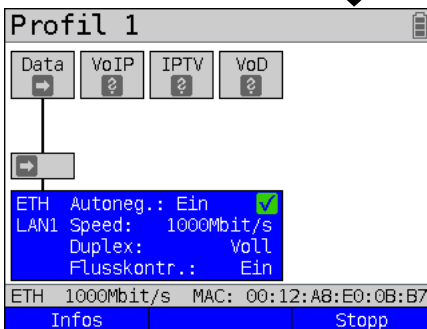 Profil 1
Data VoIP IPTV VoD
ETH Autoneg.: Ein
LAN1 Speed: 1000Mbit/s
Duplex: Voll
Flusskontr.: Ein
ETH 1000Mbit/s MAC: 00:12:A8:E0:0B:B7
Infos Stopp